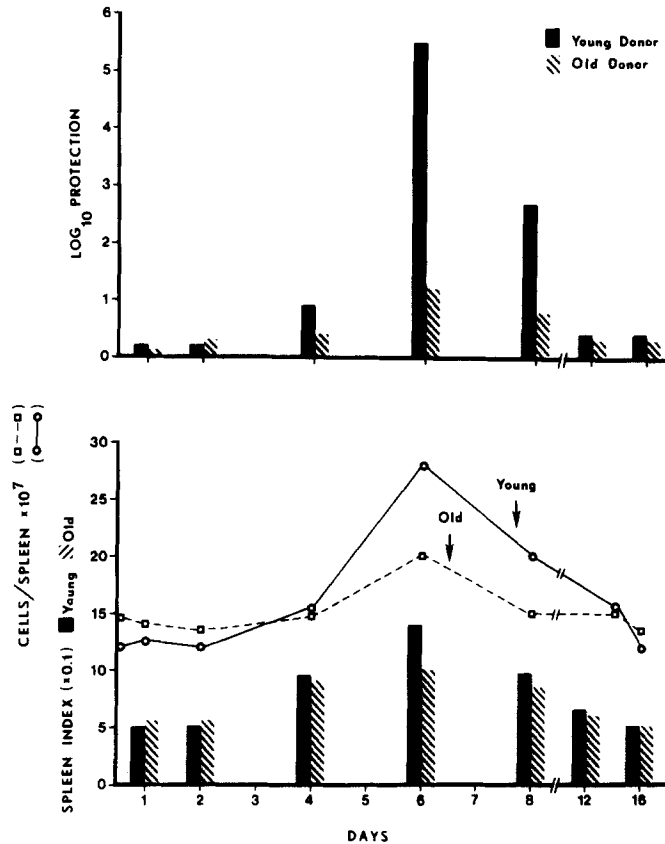 6
5
4
3
2
1
0
LOG10 PROTECTION
Young Donor
Old Donor
CELLS/SPLEEN ×10^7
(□--□)
(○—○)
SPLEEN INDEX (×0.1)
Young
Old
30
25
20
15
10
5
0
Old
Young
1 2 3 4 5 6 7 8 12 16
DAYS